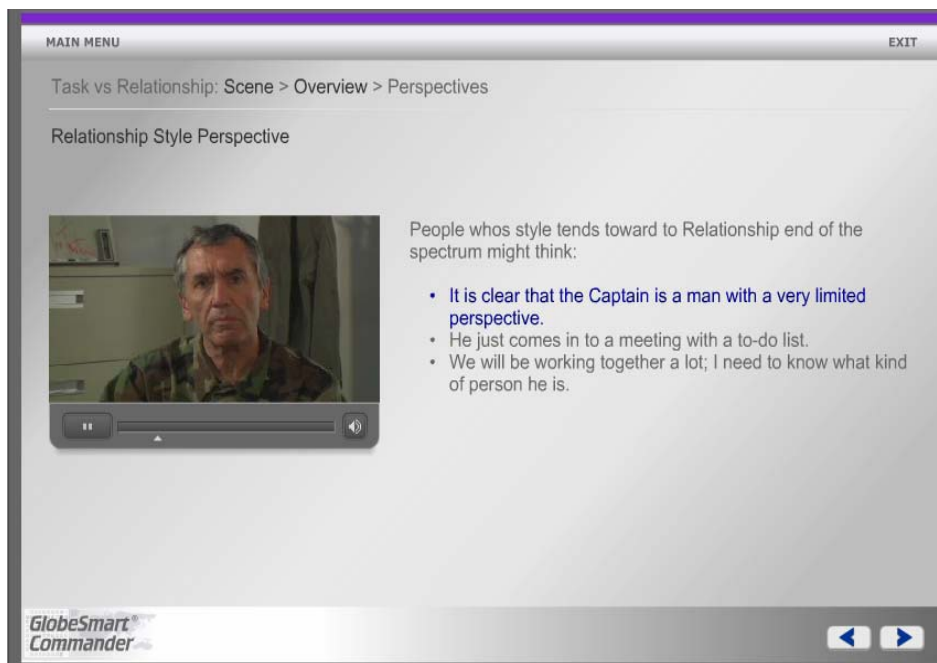 MAIN MENU
EXIT
Task vs Relationship: Scene > Overview > Perspectives
Relationship Style Perspective
People whos style tends toward to Relationship end of the
spectrum might think:
• It is clear that the Captain is a man with a very limited
perspective.
• He just comes in to a meeting with a to-do list.
• We will be working together a lot; I need to know what kind
of person he is.
GlobeSmart®
Commander